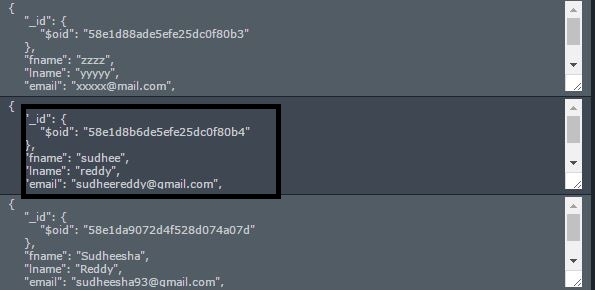 {
"_id": {
"$oid": "58e1d88ade5efe25dc0f80b3"
},
"fname": "zzzz",
"lname": "yyyyy",
"email": "xxxxx@mail.com",
{
"_id": {
"$oid": "58e1d8b6de5efe25dc0f80b4"
},
"fname": "sudhee",
"lname": "reddy",
"email": "sudheereddy@gmail.com",
{
"_id": {
"$oid": "58e1da9072d4f528d074a07d"
},
"fname": "Sudheesha",
"lname": "Reddy",
"email": "sudheesha93@gmail.com",